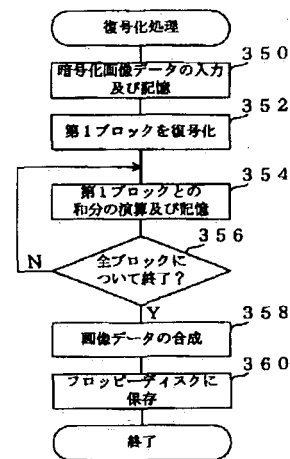 復号化処理
350
暗号化画像データの入力
及び記憶
352
第1ブロックを復号化
354
第1ブロックとの
和分の演算及び記憶
356
全ブロックに
ついて終了?
N
Y
358
画像データの合成
360
フロッピーディスクに
保存
終了